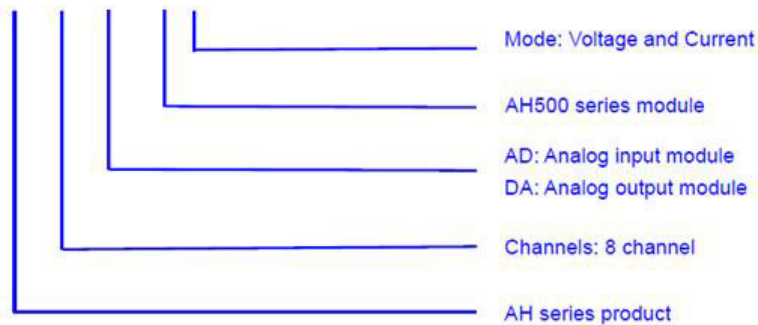 Mode: Voltage and Current
AH500 series module
AD: Analog input module
DA: Analog output module
Channels: 8 channel
AH series product